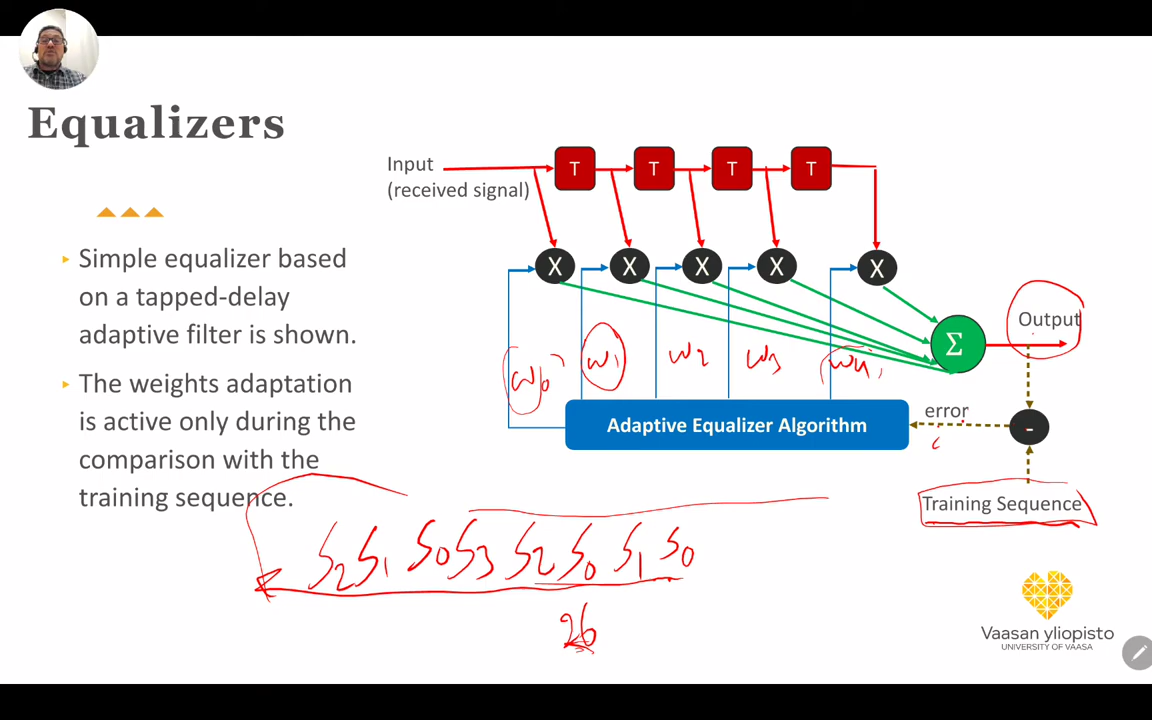 Equalizers
Simple equalizer based
on a tapped-delay
adaptive filter is shown.
The weights adaptation
is active only during the
comparison with the
training sequence.
Input
(received signal)
T T T T
X X X X X
Σ
Output
w0 w1 w2 w3
error
-
Adaptive Equalizer Algorithm
Training Sequence
S2 S1 S0 S3 S2 S0 S1 S0
26
Vaasan yliopisto
UNIVERSITY OF VAASA